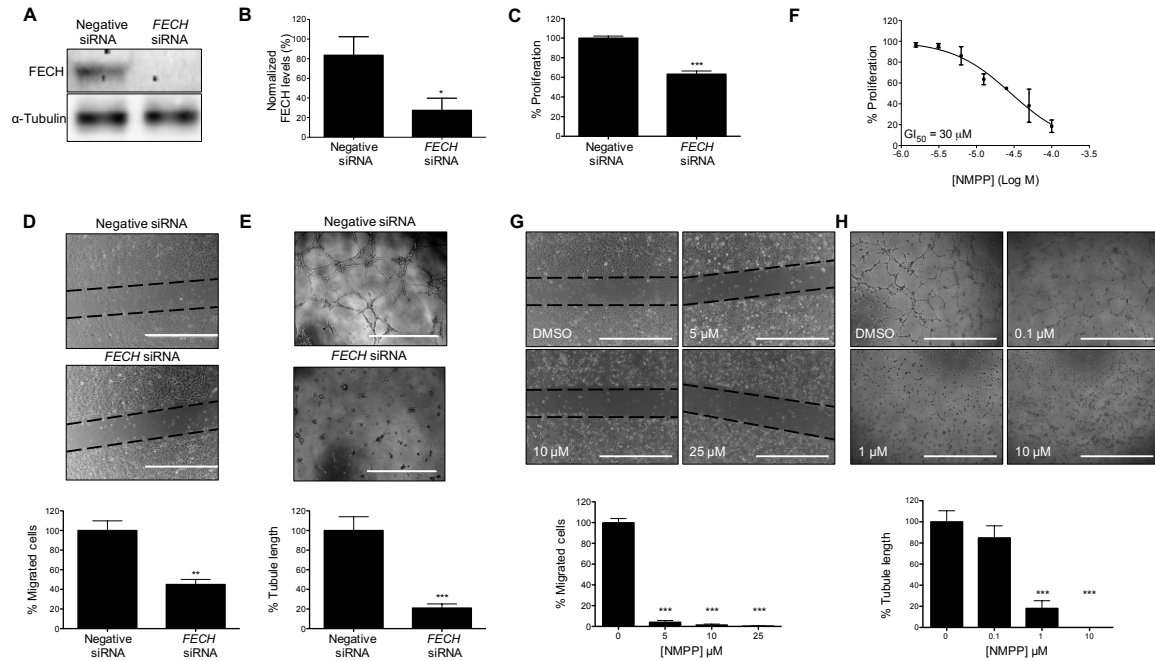 A
Negative
siRNA
FECH
siRNA
FECH
α-Tubulin
B
Normalized
FECH levels (%)
120
100
80
60
40
20
0
*
Negative
siRNA
FECH
siRNA
C
% Proliferation
120
100
80
60
40
20
0
***
Negative
siRNA
FECH
siRNA
F
% Proliferation
120
100
80
60
40
20
0
GI50 = 30 µM
-6.0 -5.5 -5.0 -4.5 -4.0 -3.5
[NMPP] (Log M)
D
Negative siRNA
FECH siRNA
% Migrated cells
120
100
80
60
40
20
0
**
Negative
siRNA
FECH
siRNA
E
Negative siRNA
FECH siRNA
% Tubule length
120
100
80
60
40
20
0
***
Negative
siRNA
FECH
siRNA
G
DMSO
5 µM
10 µM
25 µM
% Migrated cells
120
100
80
60
40
20
0
*** *** ***
0 5 10 25
[NMPP] µM
H
DMSO
0.1 µM
1 µM
10 µM
% Tubule length
120
100
80
60
40
20
0
*** ***
0 0.1 1 10
[NMPP] µM